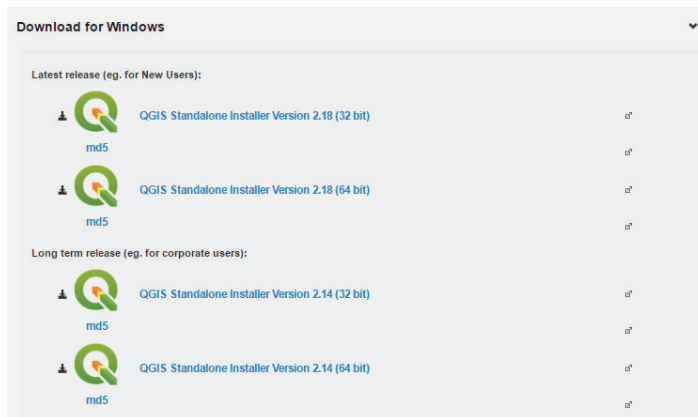 Download for Windows
Latest release (eg. for New Users):
QGIS Standalone Installer Version 2.18 (32 bit)
md5
QGIS Standalone Installer Version 2.18 (64 bit)
md5
Long term release (eg. for corporate users):
QGIS Standalone Installer Version 2.14 (32 bit)
md5
QGIS Standalone Installer Version 2.14 (64 bit)
md5